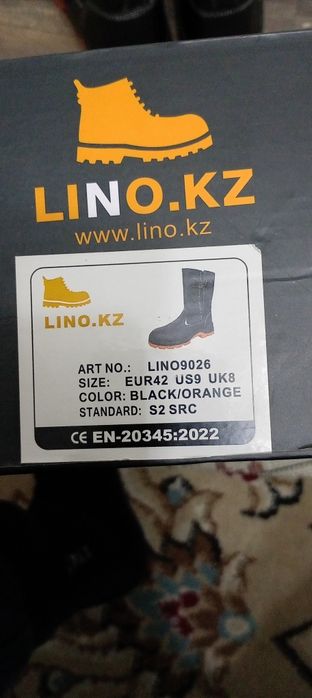 LINO.KZ
www.lino.kz
LINO.KZ
ART NO.: LINO9026
SIZE: EUR42 US9 UK8
COLOR: BLACK/ORANGE
STANDARD: S2 SRC
CE EN-20345:2022